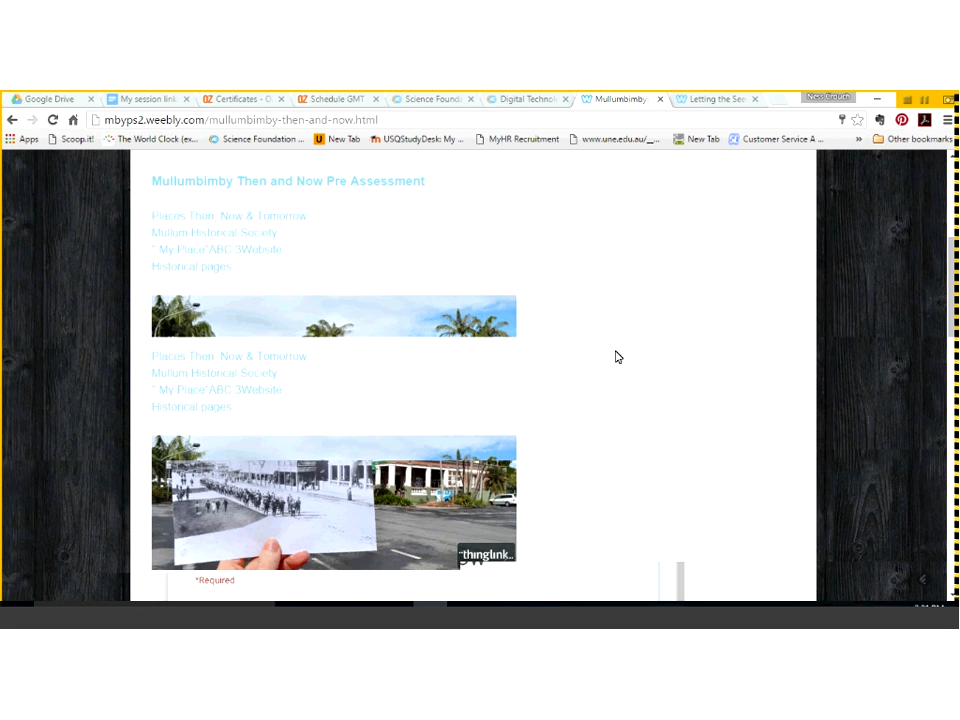 Google Drive
My session link
Certificates - O
Schedule GMT
Science Founda
Digital Technol
Mullumbimby
Letting the See
Ness Crouch
mbyps2.weebly.com/mullumbimby-then-and-now.html
Apps
Scoop.it!
The World Clock (ex...
Science Foundation ...
New Tab
USQStudyDesk: My ...
MyHR Recruitment
www.une.edu.au/__...
New Tab
Customer Service A ...
»
Other bookmarks
Mullumbimby Then and Now Pre Assessment
Places Then Now & Tomorrow
Mullum Historical Society
" My Place"ABC 3Website
Historical pages
Places Then Now & Tomorrow
Mullum Historical Society
" My Place"ABC 3Website
Historical pages
"thinglink..
*Required